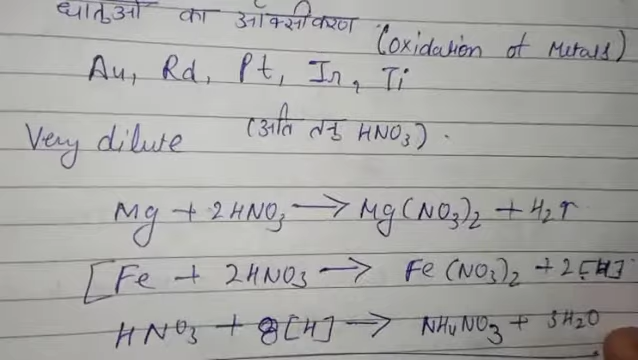 धातुओं का ऑक्सीकरण (Oxidation of Metals)
Au, Rd, Pt, Ir, Ti
Very dilute (अति तनु HNO₃).
Mg + 2HNO₃ → Mg(NO₃)₂ + H₂↑
[Fe + 2HNO₃ → Fe(NO₃)₂ + 2[H]
HNO₃ + 8[H] → NH₄NO₃ + 3H₂O